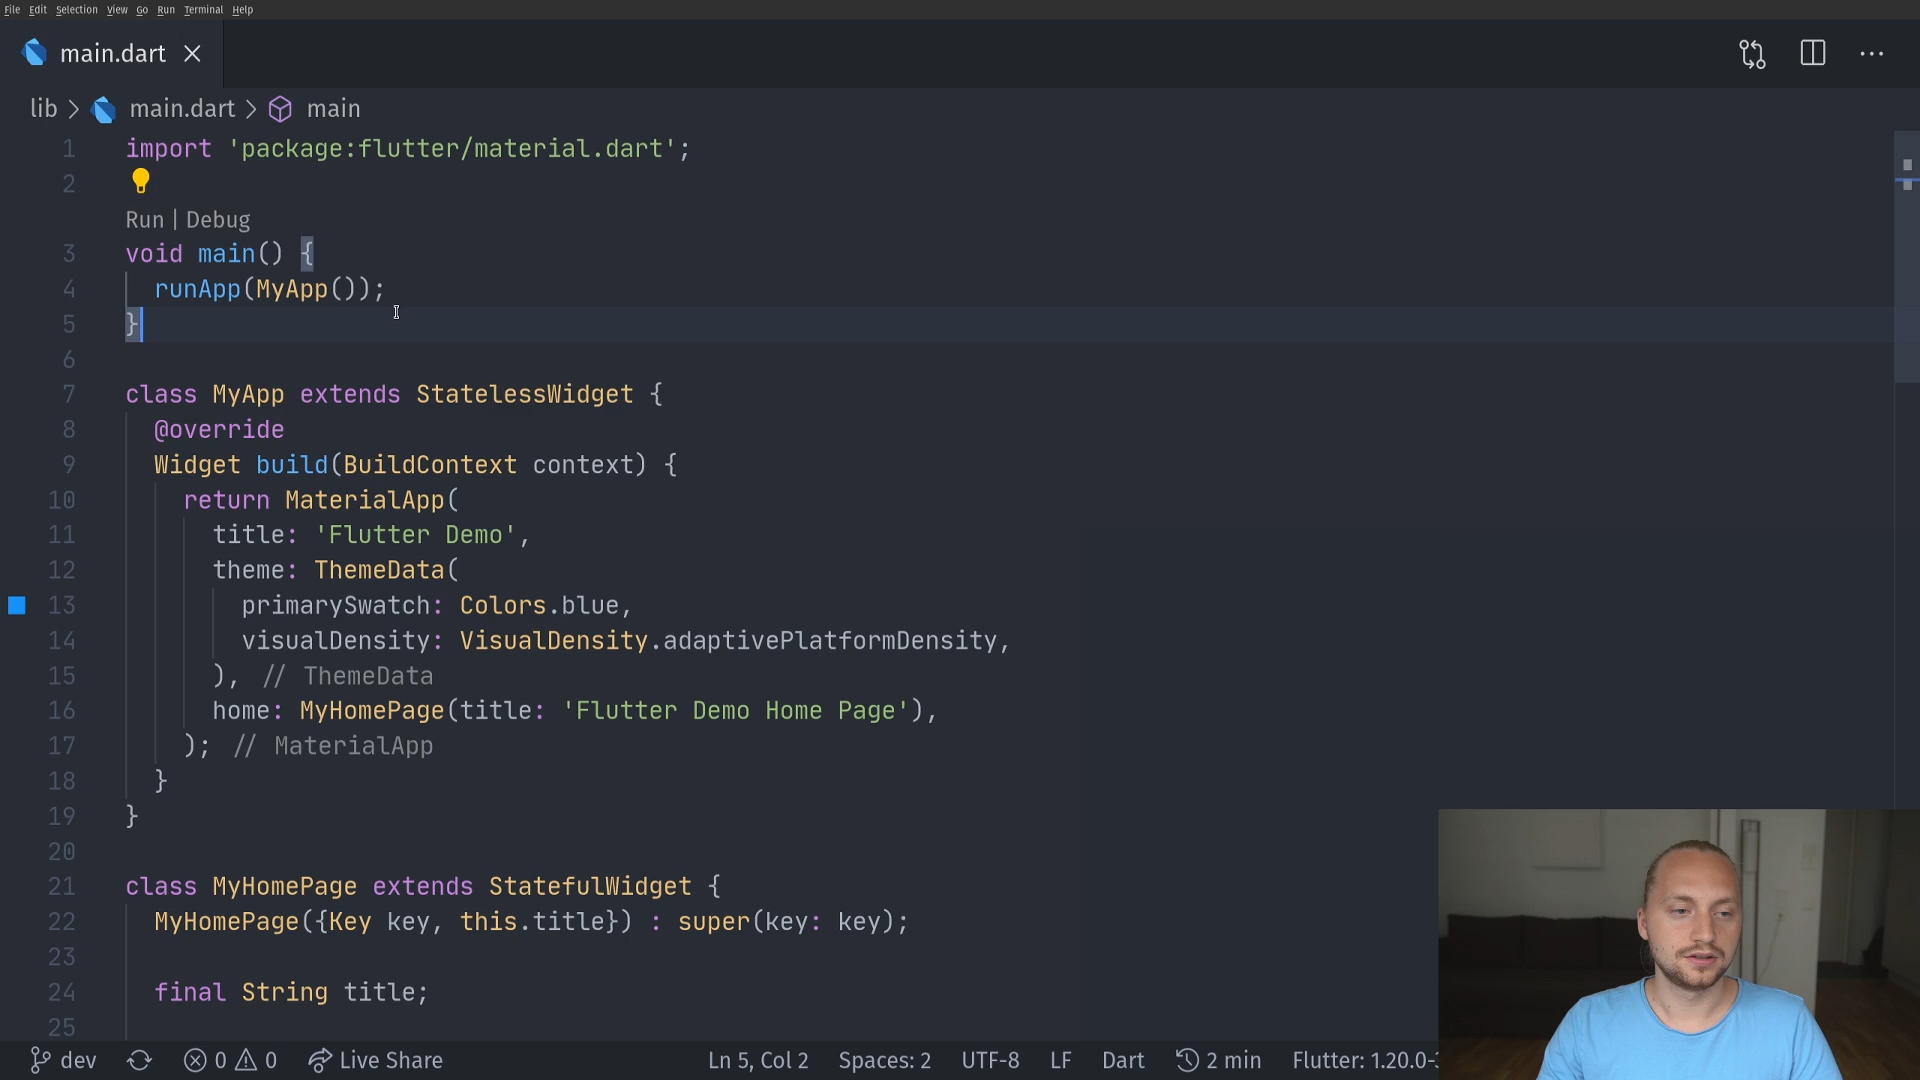 File Edit Selection View Go Run Terminal Help
main.dart
lib > main.dart > main
1 import 'package:flutter/material.dart';
2
Run | Debug
3 void main() {
4 runApp(MyApp());
5 }
6
7 class MyApp extends StatelessWidget {
8 @override
9 Widget build(BuildContext context) {
10 return MaterialApp(
11 title: 'Flutter Demo',
12 theme: ThemeData(
13 primarySwatch: Colors.blue,
14 visualDensity: VisualDensity.adaptivePlatformDensity,
15 ), // ThemeData
16 home: MyHomePage(title: 'Flutter Demo Home Page'),
17 ); // MaterialApp
18 }
19 }
20
21 class MyHomePage extends StatefulWidget {
22 MyHomePage({Key key, this.title}) : super(key: key);
23
24 final String title;
25
dev 0 0 Live Share Ln 5, Col 2 Spaces: 2 UTF-8 LF Dart 2 min Flutter: 1.20.0-